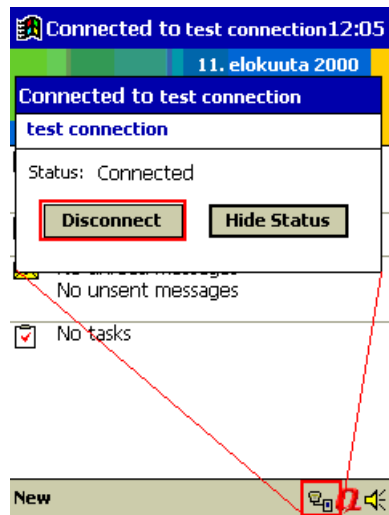 Connected to test connection 12:05
11. elokuuta 2000
Connected to test connection
test connection
Status: Connected
Disconnect Hide Status
No unsent messages
No tasks
New